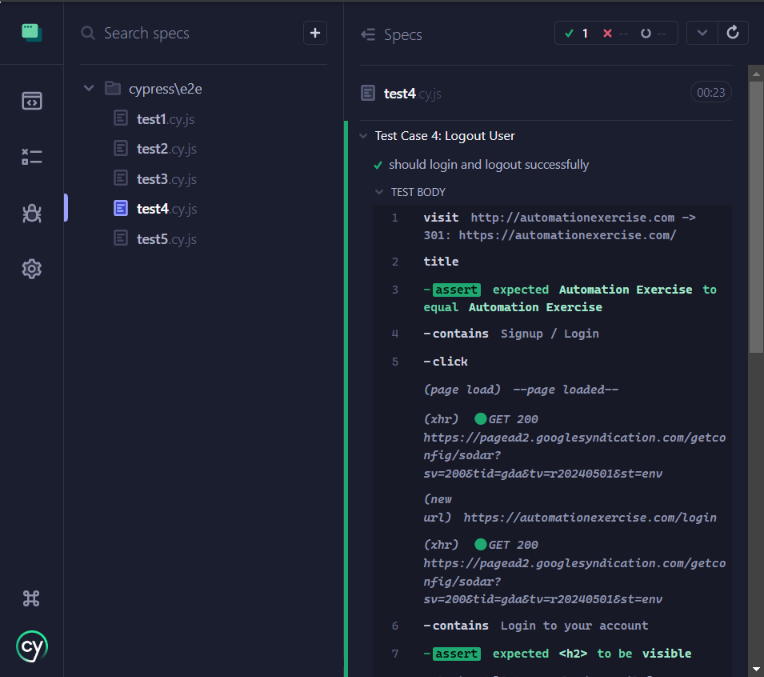 Search specs
+
cypress\e2e
test1.cy.js
test2.cy.js
test3.cy.js
test4.cy.js
test5.cy.js
cy
Specs
1
--
--
test4.cy.js
00:23
Test Case 4: Logout User
should login and logout successfully
TEST BODY
1 visit http://automationexercise.com ->
301: https://automationexercise.com/
2 title
3 -assert expected Automation Exercise to
equal Automation Exercise
4 -contains Signup / Login
5 -click
(page load) --page loaded--
(xhr) GET 200
https://pagead2.googlesyndication.com/getco
nfig/sodar?
sv=200&tid=gda&tv=r20240501&st=env
(new
url) https://automationexercise.com/login
(xhr) GET 200
https://pagead2.googlesyndication.com/getco
nfig/sodar?
sv=200&tid=gda&tv=r20240501&st=env
6 -contains Login to your account
7 -assert expected <h2> to be visible